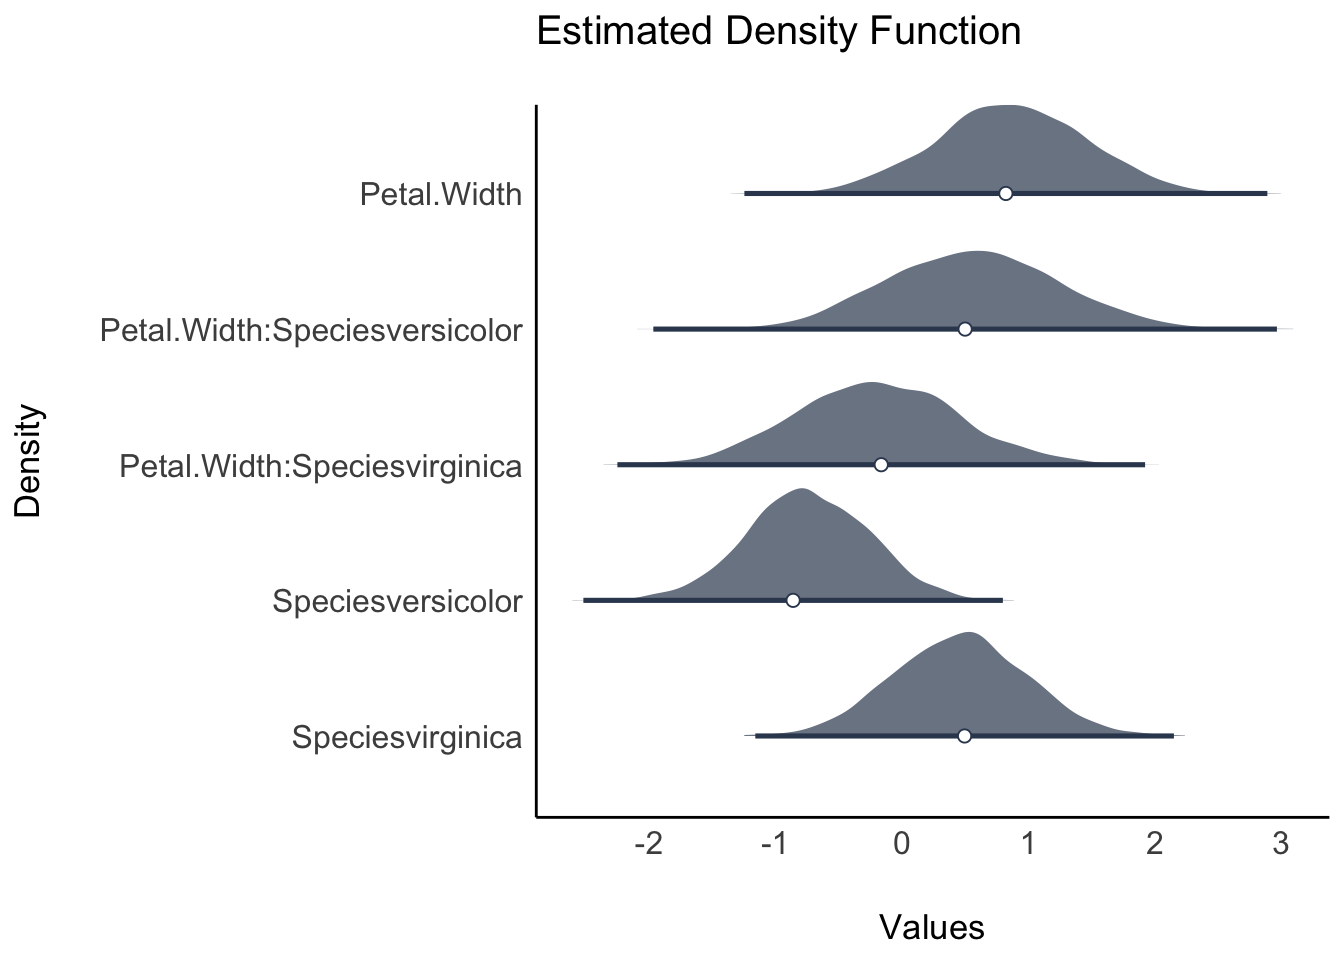 Estimated Density Function
Petal.Width
Petal.Width:Speciesversicolor
Petal.Width:Speciesvirginica
Speciesversicolor
Speciesvirginica
Density
-2 -1 0 1 2 3
Values